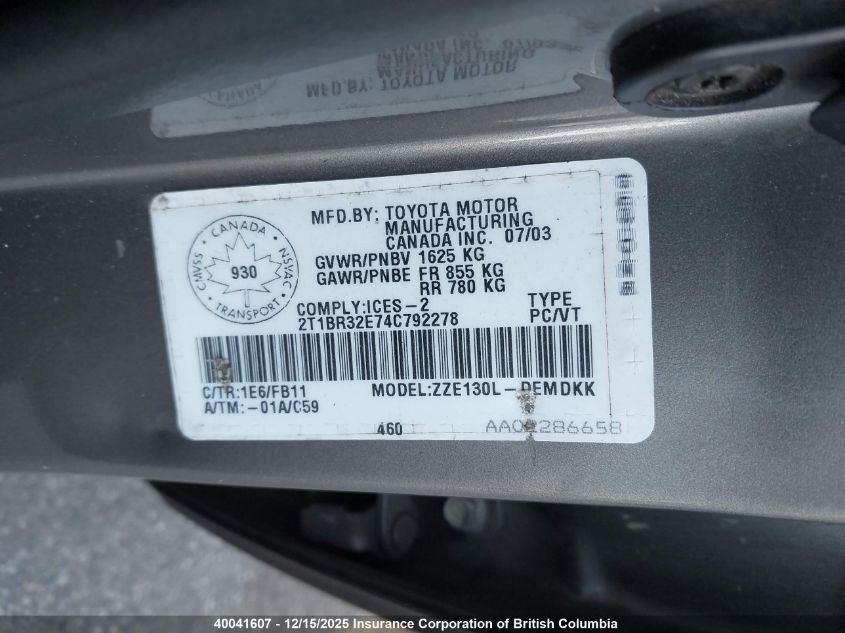 MFD.BY: TOYOTA MOTOR
MANUFACTURING
CANADA INC. 07/03
CANADA
CMVSS 930 NSVAC
TRANSPORT
GVWR/PNBV 1625 KG
GAWR/PNBE FR 855 KG
RR 780 KG
COMPLY:ICES-2
TYPE
2T1BR32E74C792278
PC/VT
C/TR:1E6/FB11
MODEL:ZZE130L-DEMDKK
A/TM:-01A/C59
460
40041607 - 12/15/2025 Insurance Corporation of British Columbia